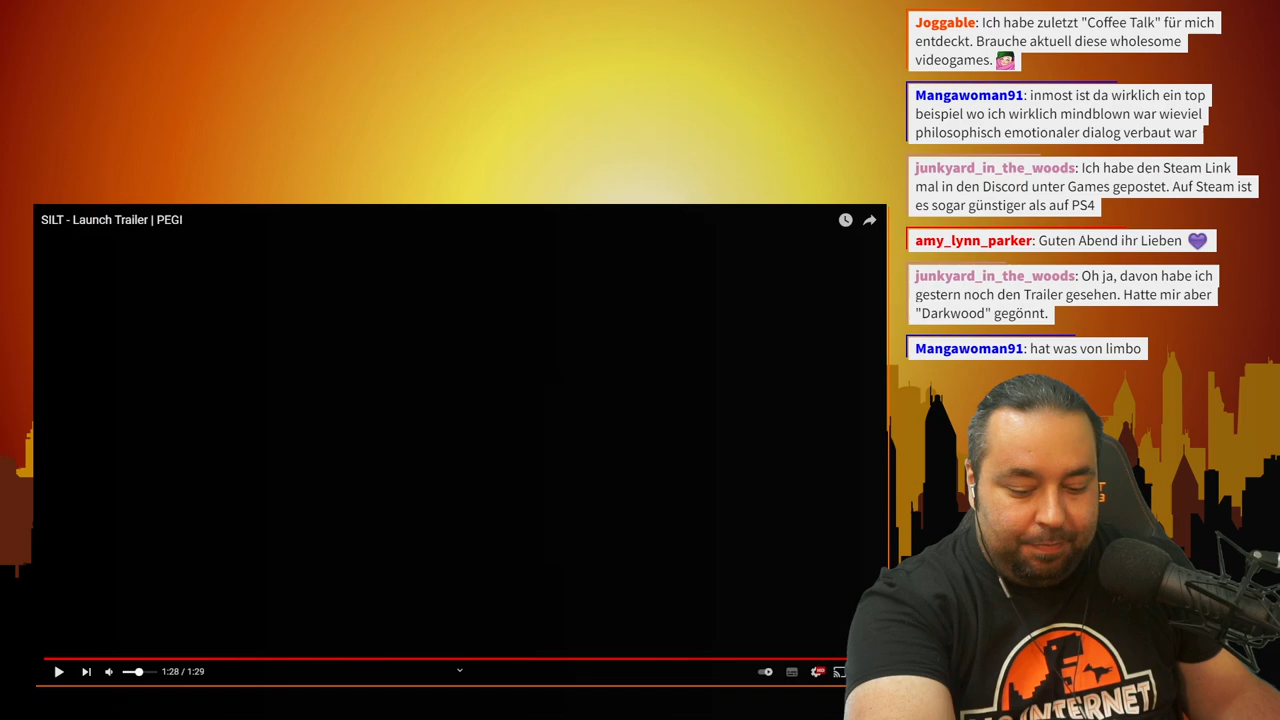 Joggable: Ich habe zuletzt "Coffee Talk" für mich
entdeckt. Brauche aktuell diese wholesome
videogames.
Mangawoman91: inmost ist da wirklich ein top
beispiel wo ich wirklich mindblown war wieviel
philosophisch emotionaler dialog verbaut war
junkyard_in_the_woods: Ich habe den Steam Link
mal in den Discord unter Games gepostet. Auf Steam ist
es sogar günstiger als auf PS4
amy_lynn_parker: Guten Abend ihr Lieben
junkyard_in_the_woods: Oh ja, davon habe ich
gestern noch den Trailer gesehen. Hatte mir aber
"Darkwood" gegönnt.
Mangawoman91: hat was von limbo
SILT - Launch Trailer | PEGI
1:28 / 1:29
INTERNET